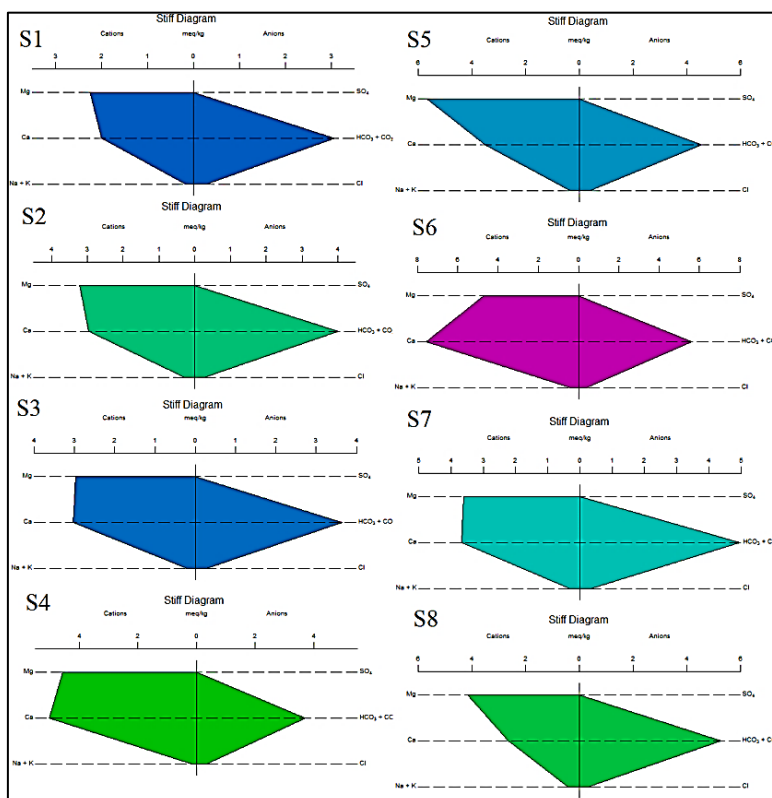 Stiff Diagram
S1
Cations meq/kg Anions
3 2 1 0 1 2 3
Mg SO₄
Ca HCO₃ + CO₃
Na + K Cl
Stiff Diagram
S2
Cations meq/kg Anions
4 3 2 1 0 1 2 3 4
Mg SO₄
Ca HCO₃ + CO
Na + K Cl
Stiff Diagram
S3
Cations meq/kg Anions
4 3 2 1 0 1 2 3 4
Mg SO₄
Ca HCO₃ + CO
Na + K Cl
Stiff Diagram
S4
Cations meq/kg Anions
4 2 0 2 4
Mg SO₄
Ca HCO₃ + CC
Na + K Cl
Stiff Diagram
S5
Cations meq/kg Anions
6 4 2 0 2 4 6
Mg SO₄
Ca HCO₃ + C
Na + K Cl
Stiff Diagram
S6
Cations meq/kg Anions
8 6 4 2 0 2 4 6 8
Mg SO₄
Ca HCO₃ + C
Na + K Cl
Stiff Diagram
S7
Cations meq/kg Anions
5 4 3 2 1 0 1 2 3 4 5
Mg SO₄
Ca HCO₃ + C
Na + K Cl
Stiff Diagram
S8
Cations meq/kg Anions
6 4 2 0 2 4 6
Mg SO₄
Ca HCO₃ + C
Na + K Cl